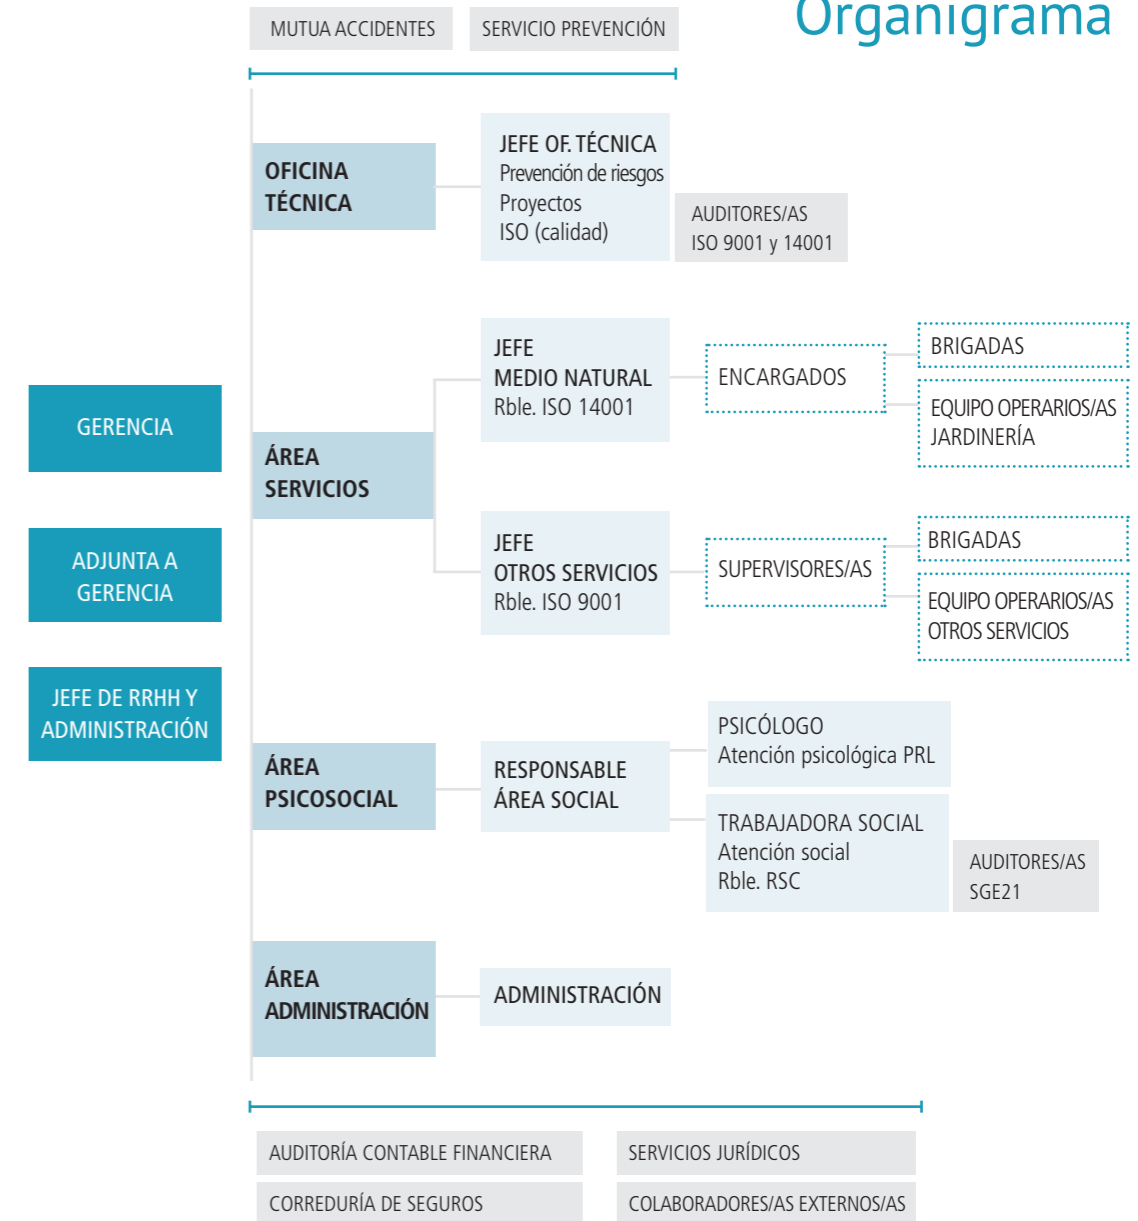 Organigrama
MUTUA ACCIDENTES
SERVICIO PREVENCIÓN
OFICINA
TÉCNICA
JEFE OF. TÉCNICA
Prevención de riesgos
Proyectos
ISO (calidad)
AUDITORES/AS
ISO 9001 y 14001
GERENCIA
ADJUNTA A
GERENCIA
JEFE DE RRHH Y
ADMINISTRACIÓN
ÁREA
SERVICIOS
JEFE
MEDIO NATURAL
Rble. ISO 14001
ENCARGADOS
BRIGADAS
EQUIPO OPERARIOS/AS
JARDINERÍA
JEFE
OTROS SERVICIOS
Rble. ISO 9001
SUPERVISORES/AS
BRIGADAS
EQUIPO OPERARIOS/AS
OTROS SERVICIOS
ÁREA
PSICOSOCIAL
RESPONSABLE
ÁREA SOCIAL
PSICÓLOGO
Atención psicológica PRL
TRABAJADORA SOCIAL
Atención social
Rble. RSC
AUDITORES/AS
SGE21
ÁREA
ADMINISTRACIÓN
ADMINISTRACIÓN
AUDITORÍA CONTABLE FINANCIERA
SERVICIOS JURÍDICOS
CORREDURÍA DE SEGUROS
COLABORADORES/AS EXTERNOS/AS